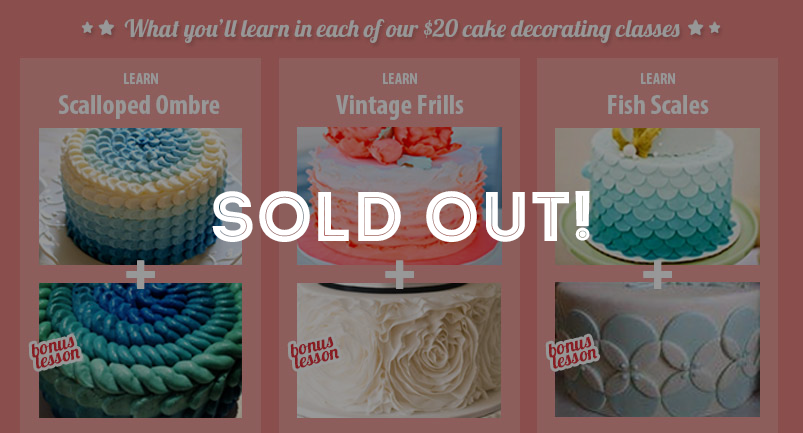 What you'll learn in each of our $20 cake decorating classes
LEARN
Scalloped Ombre
LEARN
Vintage Frills
LEARN
Fish Scales
SOLD OUT!
+
+
+
bonus
lesson
bonus
lesson
bonus
lesson